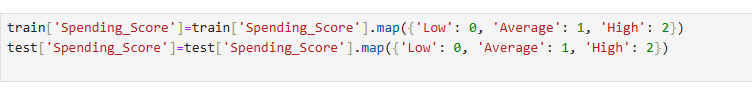 train['Spending_Score']=train['Spending_Score'].map({'Low': 0, 'Average': 1, 'High': 2})
test['Spending_Score']=test['Spending_Score'].map({'Low': 0, 'Average': 1, 'High': 2})